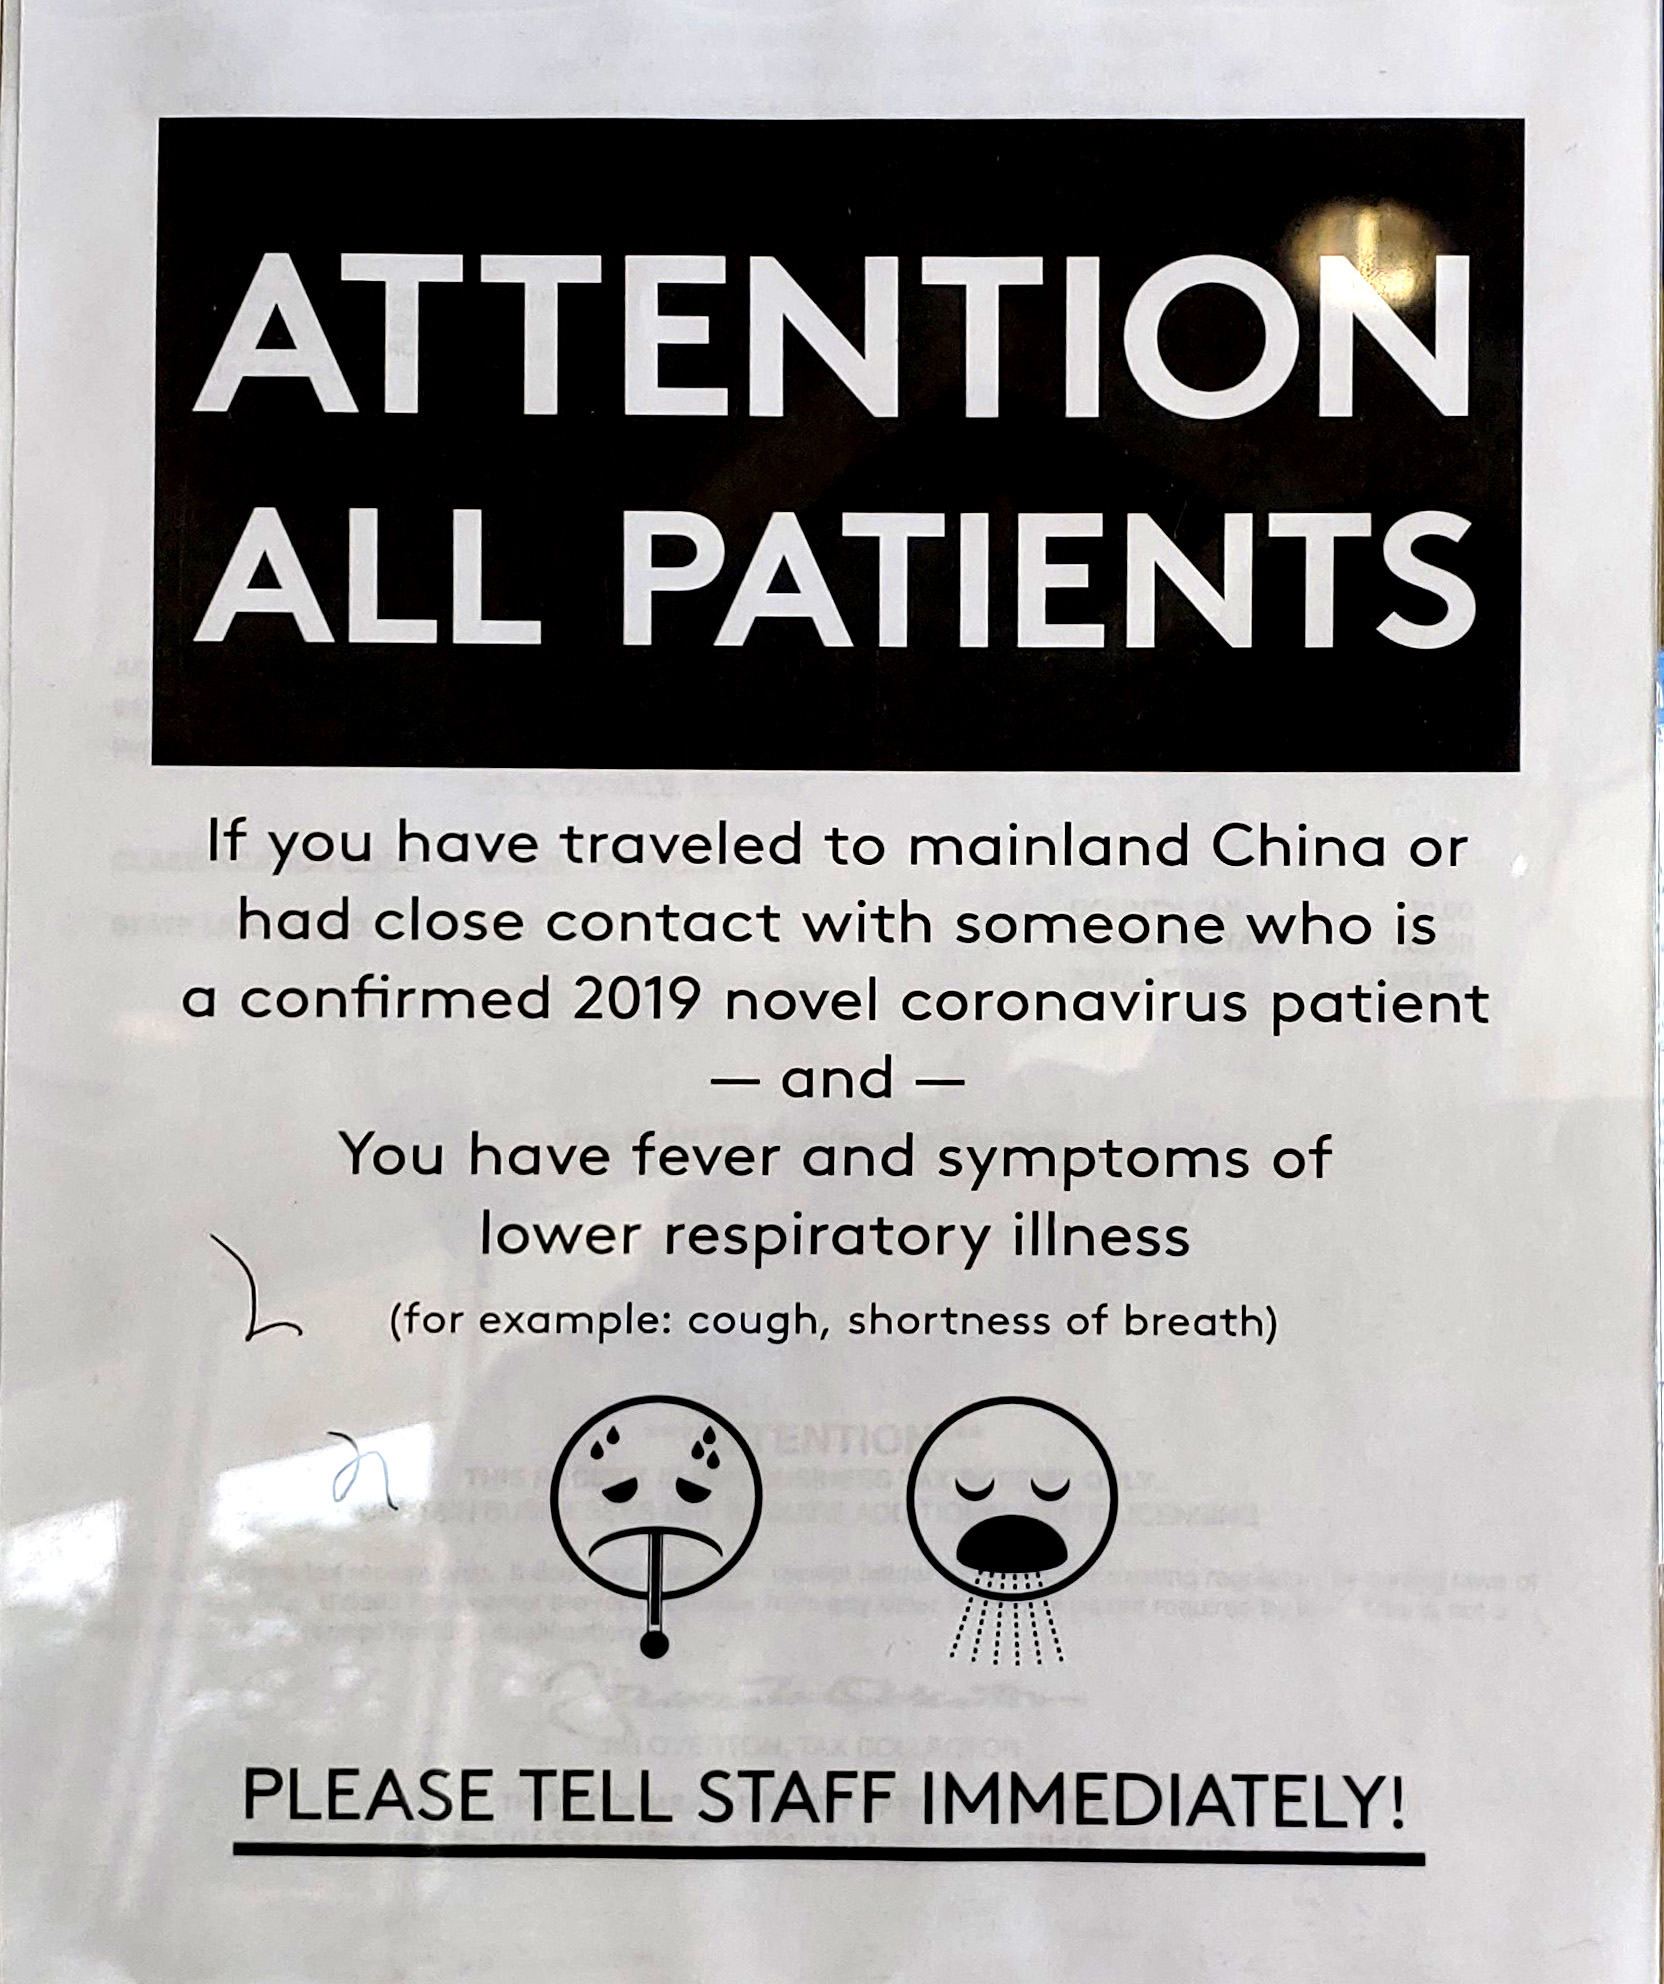 ATTENTION
ALL PATIENTS
If you have traveled to mainland China or
had close contact with someone who is
a confirmed 2019 novel coronavirus patient
— and —
You have fever and symptoms of
lower respiratory illness
(for example: cough, shortness of breath)
PLEASE TELL STAFF IMMEDIATELY!